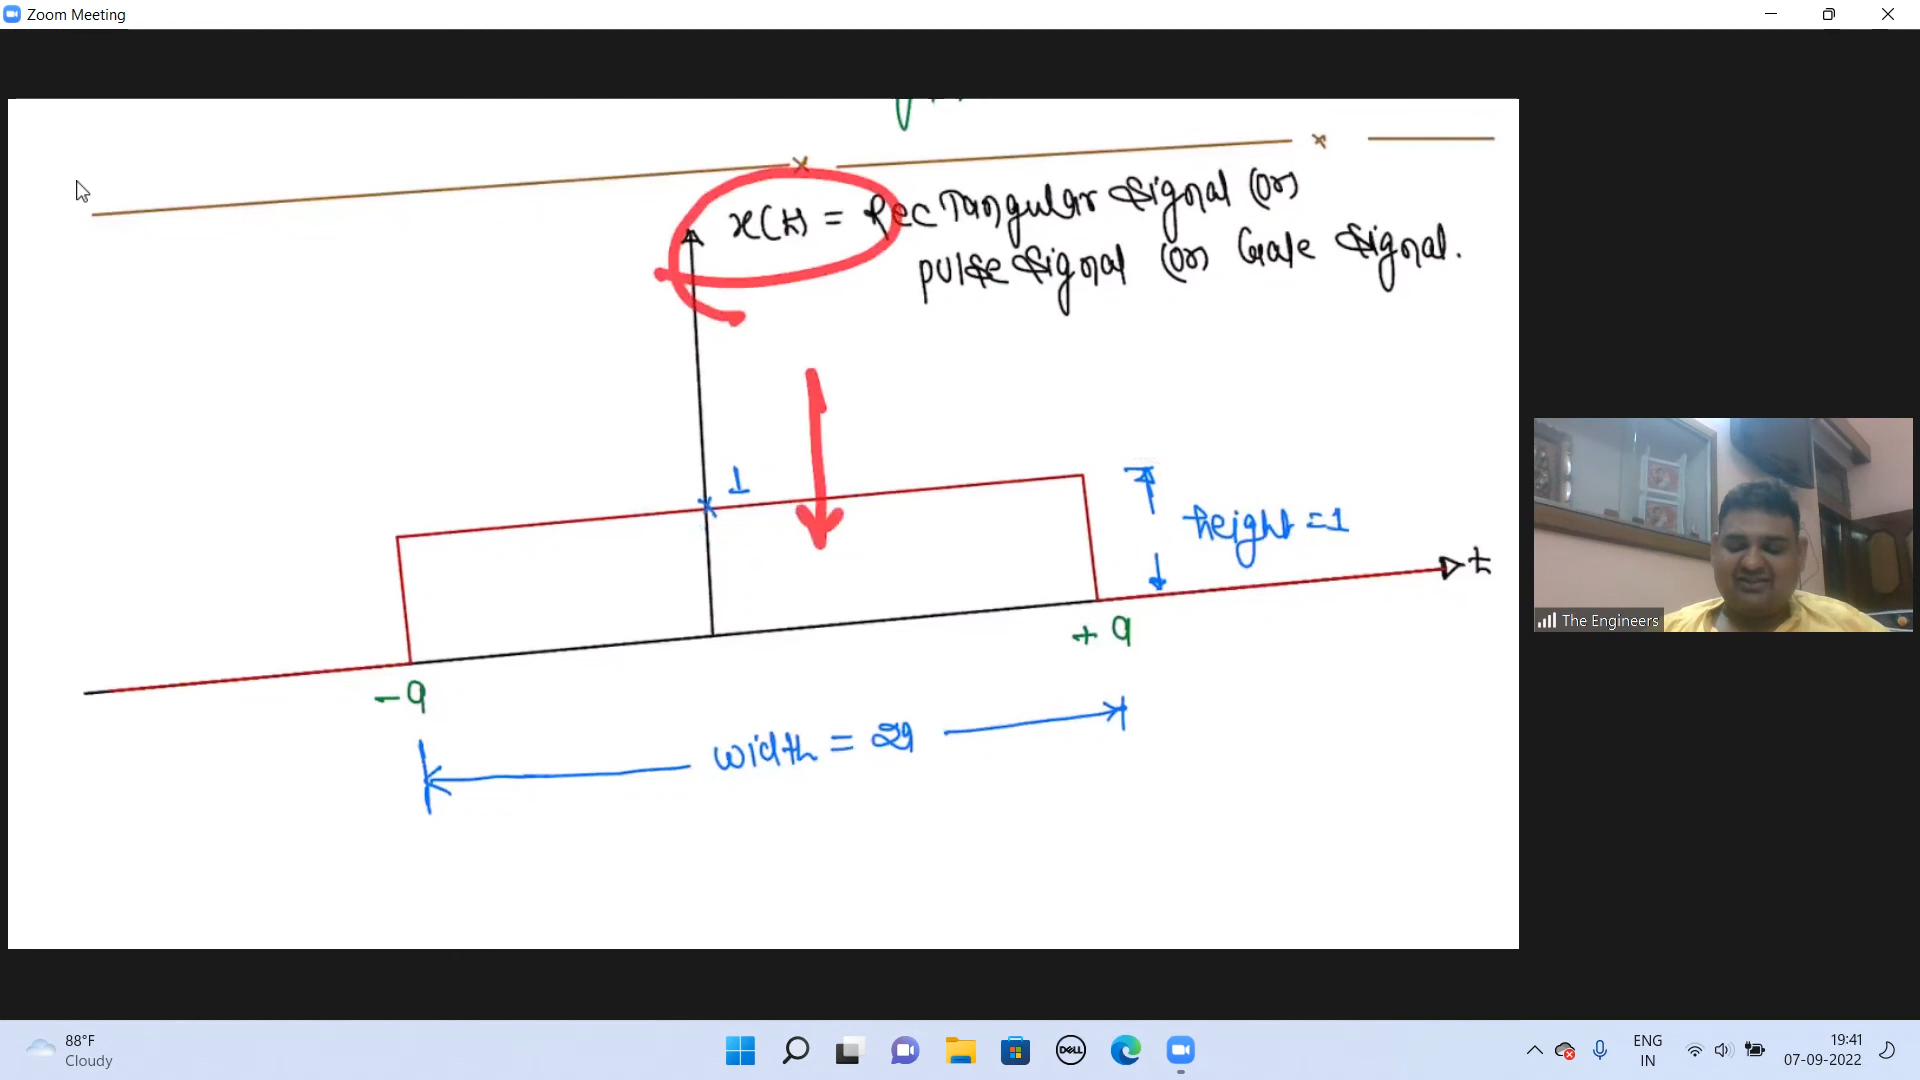 Zoom Meeting
x(t) = Rectangular signal (or)
pulse signal (or) Gate signal.
1
height = 1
t
+a
-a
width = 2a
The Engineers
88°F
Cloudy
DELL
ENG
IN
19:41
07-09-2022